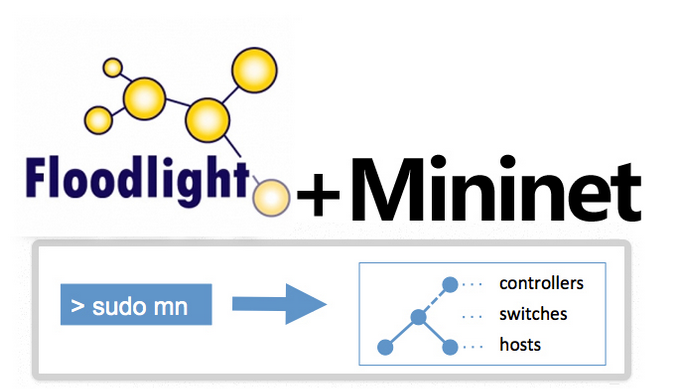 Floodlight + Mininet
> sudo mn
... controllers
... switches
... hosts